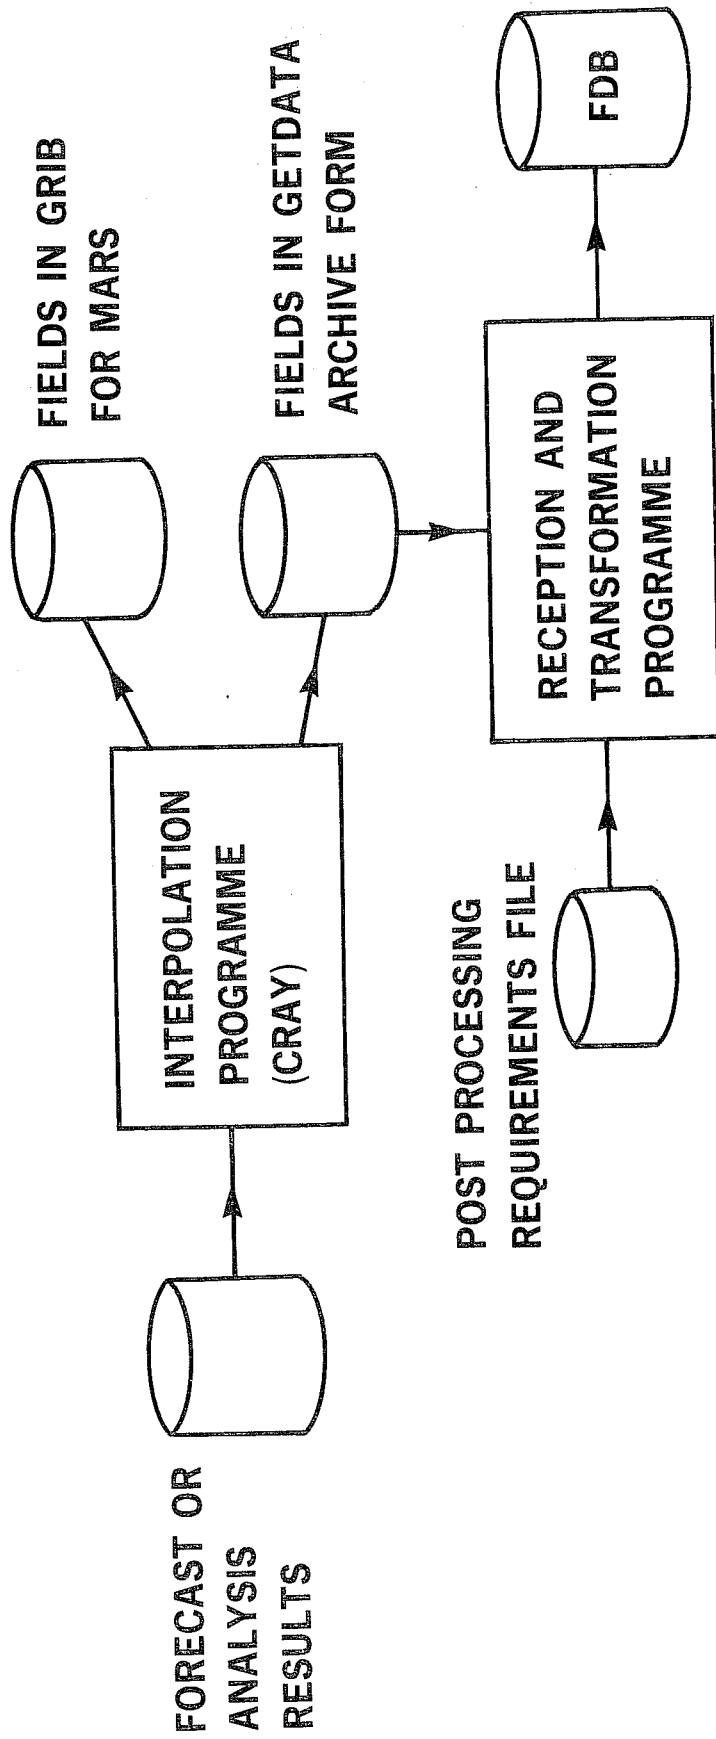 FORECAST OR
ANALYSIS
RESULTS
INTERPOLATION
PROGRAMME
(CRAY)
FIELDS IN GRIB
FOR MARS
FIELDS IN GETDATA
ARCHIVE FORM
POST PROCESSING
REQUIREMENTS FILE
RECEPTION AND
TRANSFORMATION
PROGRAMME
FDB